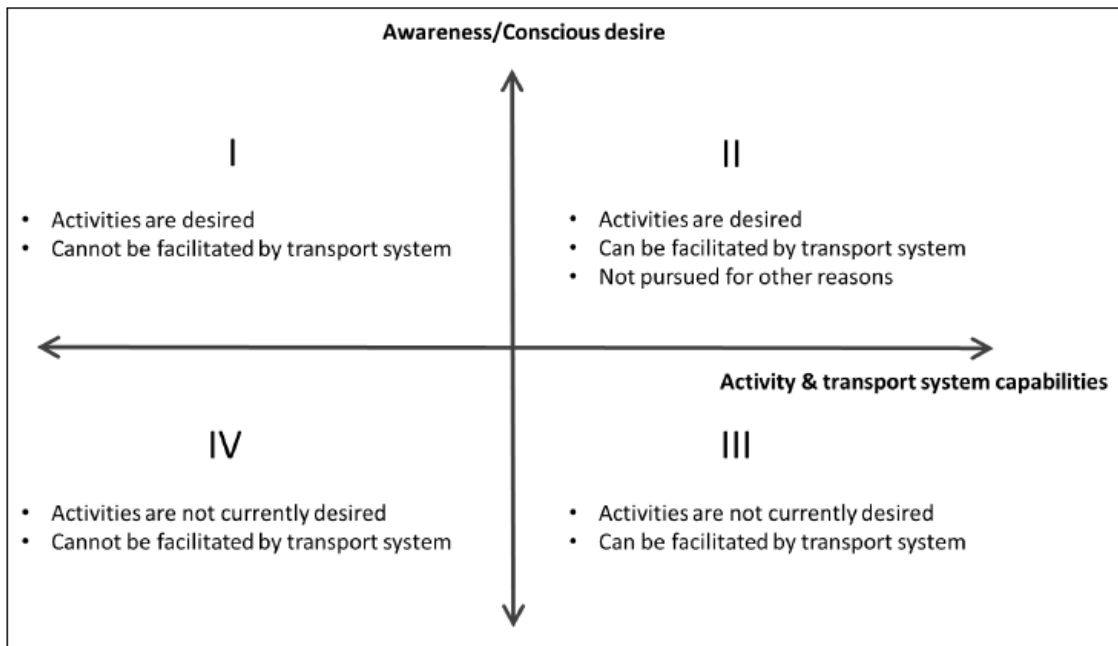 Awareness/Conscious desire
I
• Activities are desired
• Cannot be facilitated by transport system
II
• Activities are desired
• Can be facilitated by transport system
• Not pursued for other reasons
Activity & transport system capabilities
IV
• Activities are not currently desired
• Cannot be facilitated by transport system
III
• Activities are not currently desired
• Can be facilitated by transport system